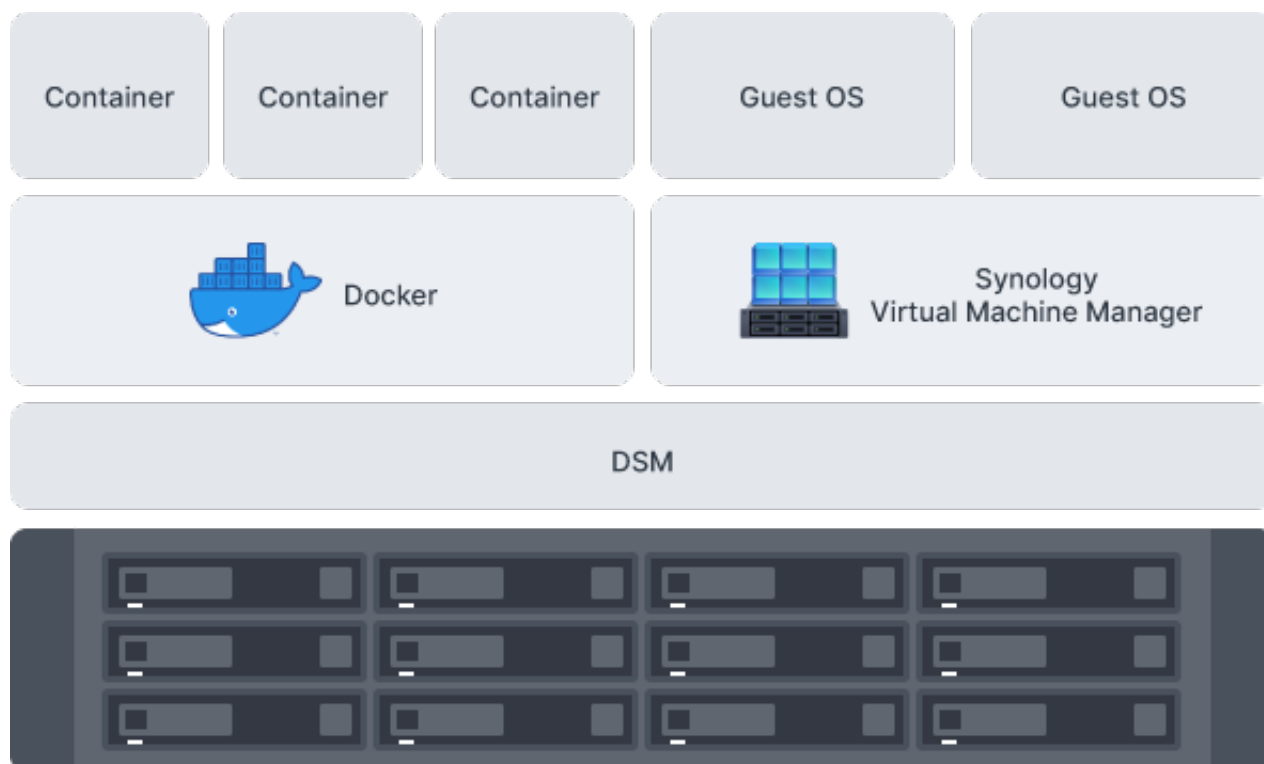 Container
Container
Container
Guest OS
Guest OS
Docker
Synology
Virtual Machine Manager
DSM